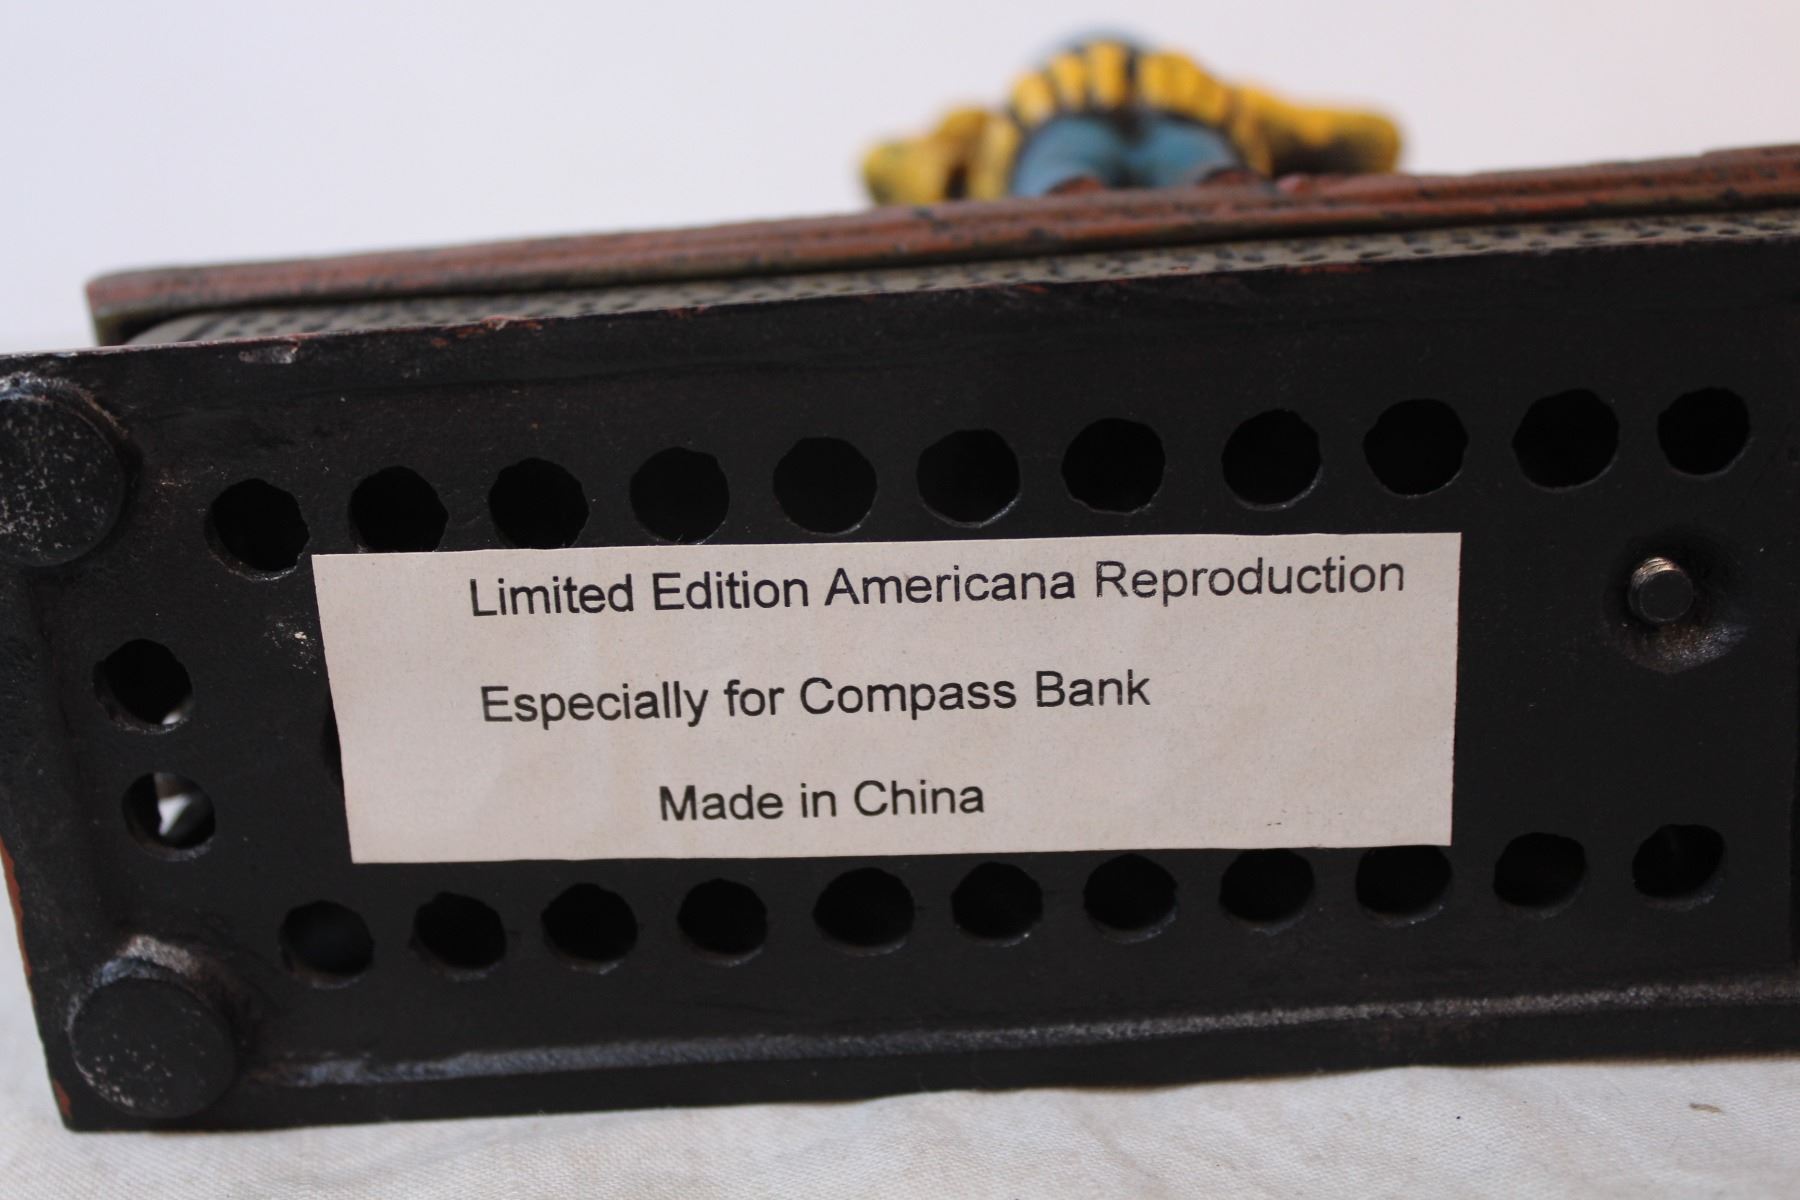 Limited Edition Americana Reproduction
Especially for Compass Bank
Made in China